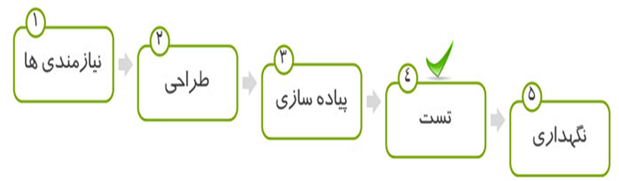 ۱
نیازمندی ها
۲
طراحی
۳
پیاده سازی
٤
تست
۵
نگهداری